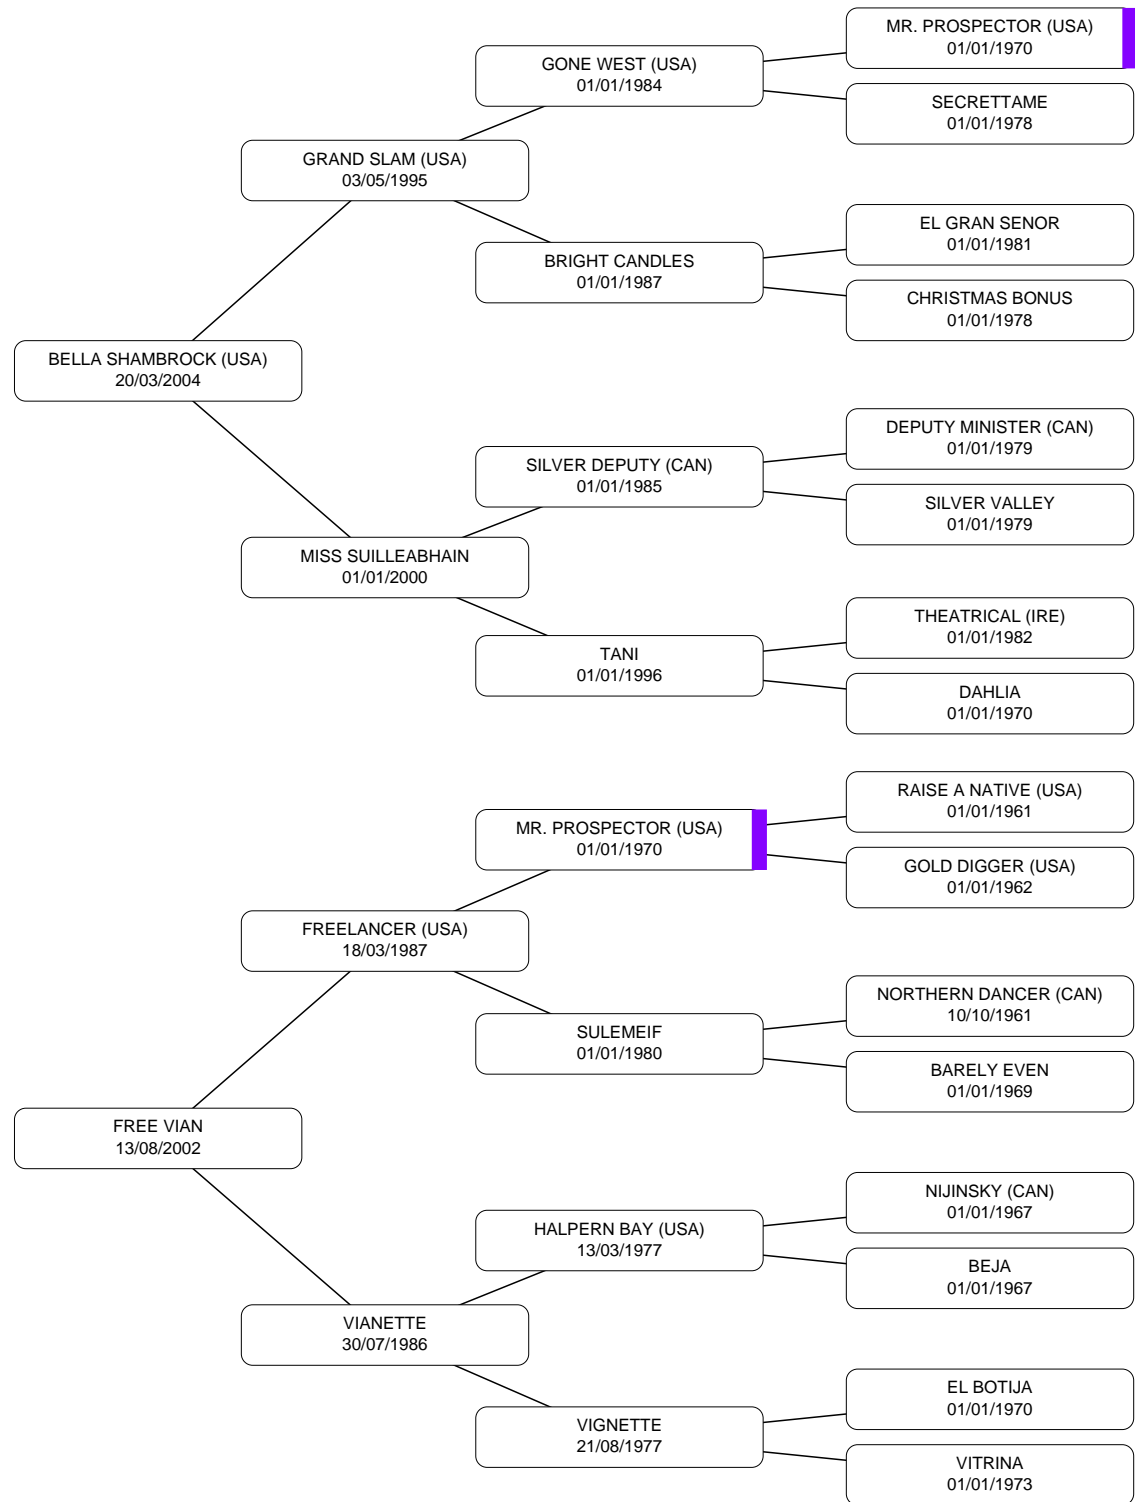 MR. PROSPECTOR (USA)
01/01/1970
GONE WEST (USA)
01/01/1984
SECRETTAME
01/01/1978
GRAND SLAM (USA)
03/05/1995
EL GRAN SENOR
01/01/1981
BRIGHT CANDLES
01/01/1987
CHRISTMAS BONUS
01/01/1978
BELLA SHAMBROCK (USA)
20/03/2004
DEPUTY MINISTER (CAN)
01/01/1979
SILVER DEPUTY (CAN)
01/01/1985
SILVER VALLEY
01/01/1979
MISS SUILLEABHAIN
01/01/2000
THEATRICAL (IRE)
01/01/1982
TANI
01/01/1996
DAHLIA
01/01/1970
RAISE A NATIVE (USA)
01/01/1961
MR. PROSPECTOR (USA)
01/01/1970
GOLD DIGGER (USA)
01/01/1962
FREELANCER (USA)
18/03/1987
NORTHERN DANCER (CAN)
10/10/1961
SULEMEIF
01/01/1980
BARELY EVEN
01/01/1969
FREE VIAN
13/08/2002
NIJINSKY (CAN)
01/01/1967
HALPERN BAY (USA)
13/03/1977
BEJA
01/01/1967
VIANETTE
30/07/1986
EL BOTIJA
01/01/1970
VIGNETTE
21/08/1977
VITRINA
01/01/1973